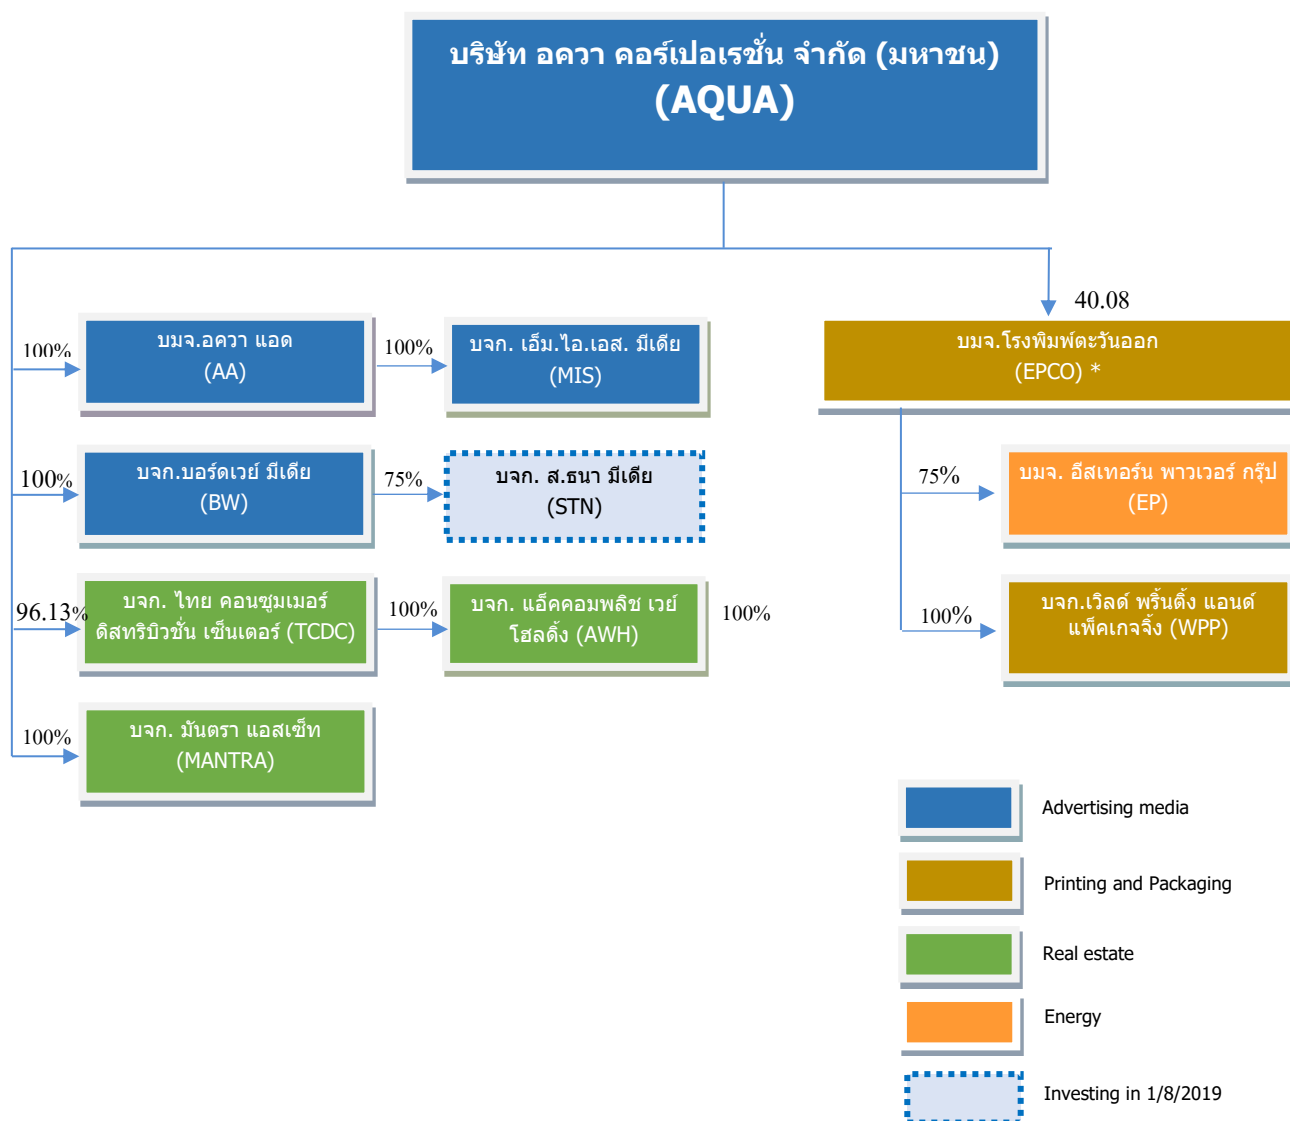 บริษัท อควา คอร์เปอเรชั่น จำกัด (มหาชน)
(AQUA)
40.08
100%
บมจ.อควา แอด
(AA)
100%
บจก. เอ็ม.ไอ.เอส. มีเดีย
(MIS)
บมจ.โรงพิมพ์ตะวันออก
(EPCO) *
100%
บจก.บอร์ดเวย์ มีเดีย
(BW)
75%
บจก. ส.ธนา มีเดีย
(STN)
75%
บมจ. อีสเทอร์น พาวเวอร์ กรุ๊ป
(EP)
96.13%
บจก. ไทย คอนซูมเมอร์
ดิสทริบิวชั่น เซ็นเตอร์ (TCDC)
100%
บจก. แอ็คคอมพลิช เวย์
โฮลดิ้ง (AWH)
100%
100%
บจก.เวิลด์ พริ้นติ้ง แอนด์
แพ็คเกจจิ้ง (WPP)
100%
บจก. มันตรา แอสเซ็ท
(MANTRA)
Advertising media
Printing and Packaging
Real estate
Energy
Investing in 1/8/2019